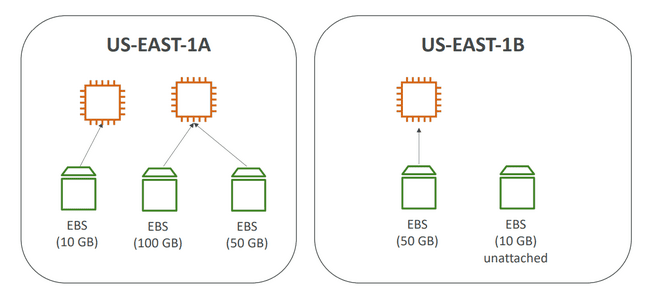 US-EAST-1A
EBS
(10 GB)
EBS
(100 GB)
EBS
(50 GB)
US-EAST-1B
EBS
(50 GB)
EBS
(10 GB)
unattached